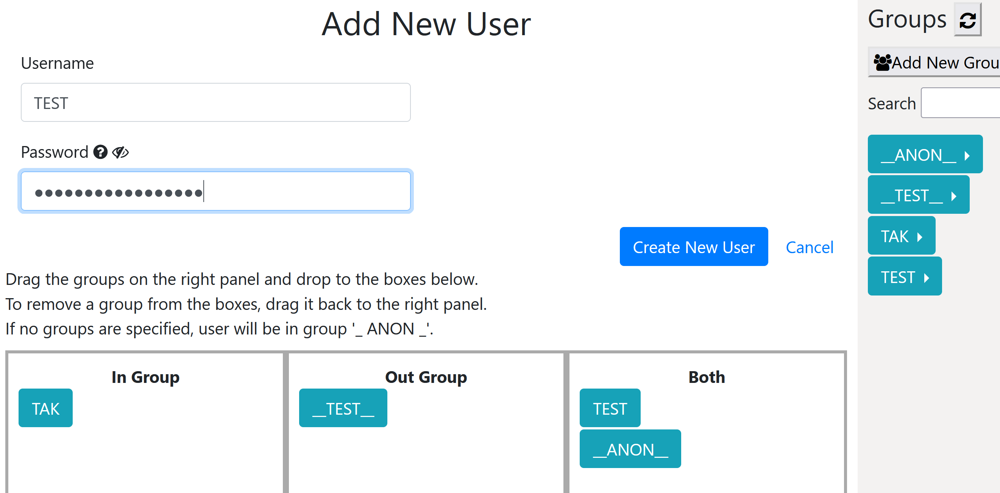 Add New User
Username
TEST
Password
Create New User
Cancel
Drag the groups on the right panel and drop to the boxes below.
To remove a group from the boxes, drag it back to the right panel.
If no groups are specified, user will be in group '_ ANON _'.
In Group
TAK
Out Group
__TEST__
Both
TEST
__ANON__
Groups
Add New Grou
Search
__ANON__
__TEST__
TAK
TEST